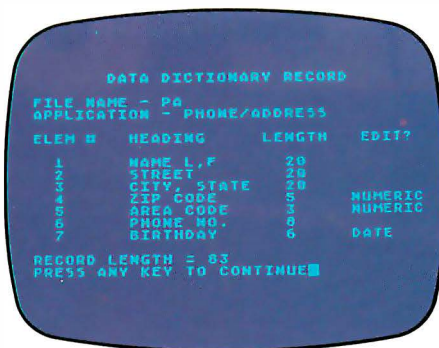 DATA DICTIONARY RECORD
FILE NAME - PA
APPLICATION - PHONE/ADDRESS
ELEM # HEADING LENGTH EDIT?
1 NAME L,F 20
2 STREET 20
3 CITY, STATE 20
4 ZIP CODE 5 NUMERIC
5 AREA CODE 3 NUMERIC
6 PHONE NO. 8
7 BIRTHDAY 6 DATE
RECORD LENGTH = 83
PRESS ANY KEY TO CONTINUE